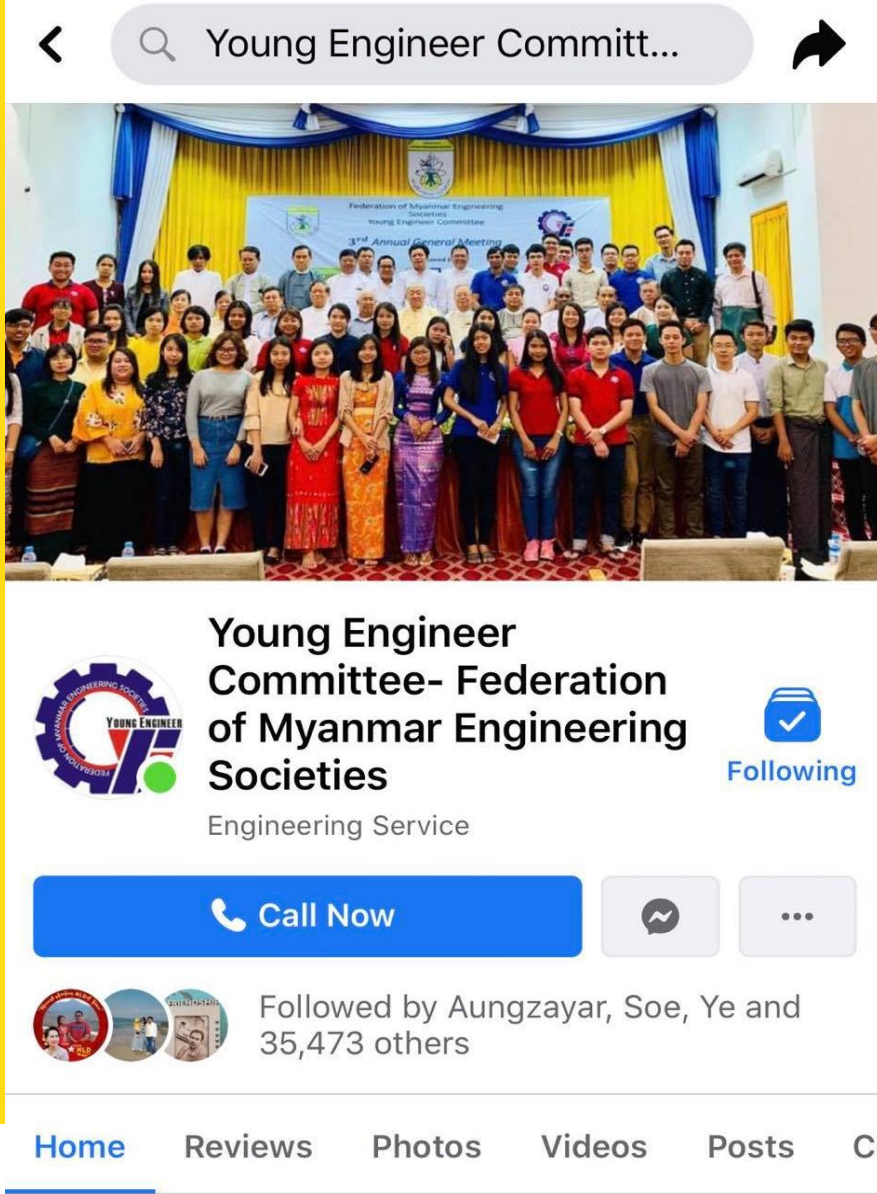 Young Engineer Committ...
Federation of Myanmar Engineering
Societies
Young Engineer Committee
3rd Annual General Meeting
Young Engineer
Committee- Federation
of Myanmar Engineering
Societies
FEDERATION OF MYANMAR ENGINEERING SOCIETIES
YOUNG ENGINEER
Following
Engineering Service
Call Now
FRIENDSHIP
NLD
Followed by Aungzayar, Soe, Ye and
35,473 others
Home Reviews Photos Videos Posts C